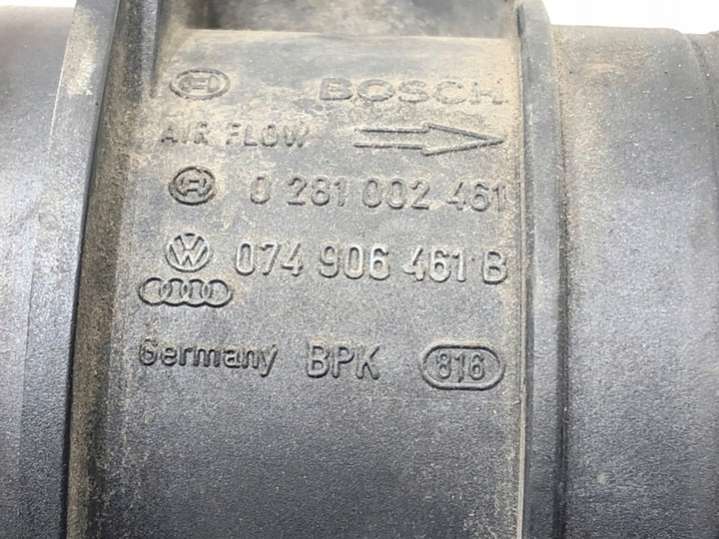 BOSCH
AIR FLOW
0 281 002 461
074 906 461 B
Germany BPK 816